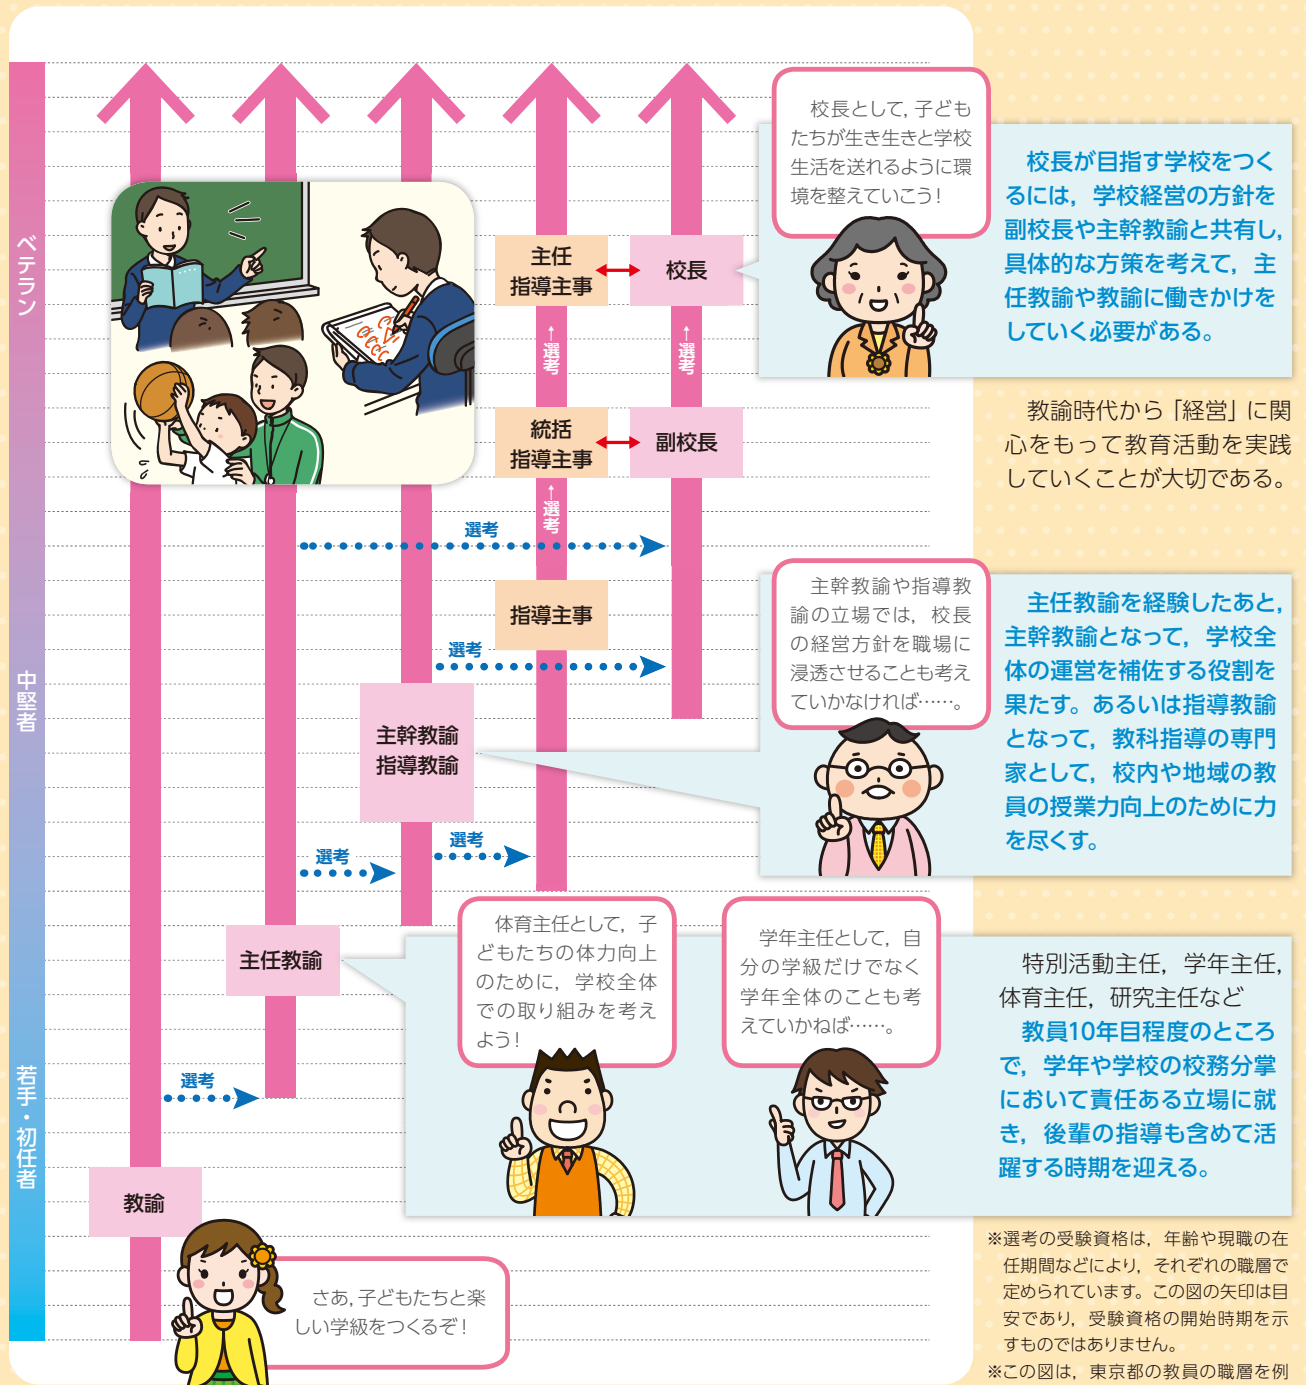 ベテラン
中堅者
若手・初任者
校長として，子ども
たちが生き生きと学校
生活を送れるように環
境を整えていこう！
校長が目指す学校をつく
るには，学校経営の方針を
副校長や主幹教諭と共有し，
具体的な方策を考えて，主
任教諭や教諭に働きかけを
していく必要がある。
主任
指導主事
校長
←選考
←選考
教諭時代から「経営」に関
心をもって教育活動を実践
していくことが大切である。
統括
指導主事
副校長
←選考
選考
指導主事
選考
主幹教諭や指導教
諭の立場では，校長
の経営方針を職場に
浸透させることも考え
ていかなければ……。
主任教諭を経験したあと，
主幹教諭となって，学校全
体の運営を補佐する役割を
果たす。あるいは指導教諭
となって，教科指導の専門
家として，校内や地域の教
員の授業力向上のために力
を尽くす。
主幹教諭
指導教諭
選考
選考
主任教諭
体育主任として，子
どもたちの体力向上
のために，学校全体
での取り組みを考え
よう！
学年主任として，自
分の学級だけでなく
学年全体のことも考
えていかねば……。
特別活動主任，学年主任，
体育主任，研究主任など
教員10年目程度のところ
で，学年や学校の校務分掌
において責任ある立場に就
き，後輩の指導も含めて活
躍する時期を迎える。
選考
教諭
さあ，子どもたちと楽
しい学級をつくるぞ！
※選考の受験資格は，年齢や現職の在
任期間などにより，それぞれの職層で
定められています。この図の矢印は目
安であり，受験資格の開始時期を示
すものではありません。
※この図は，東京都の教員の職層を例